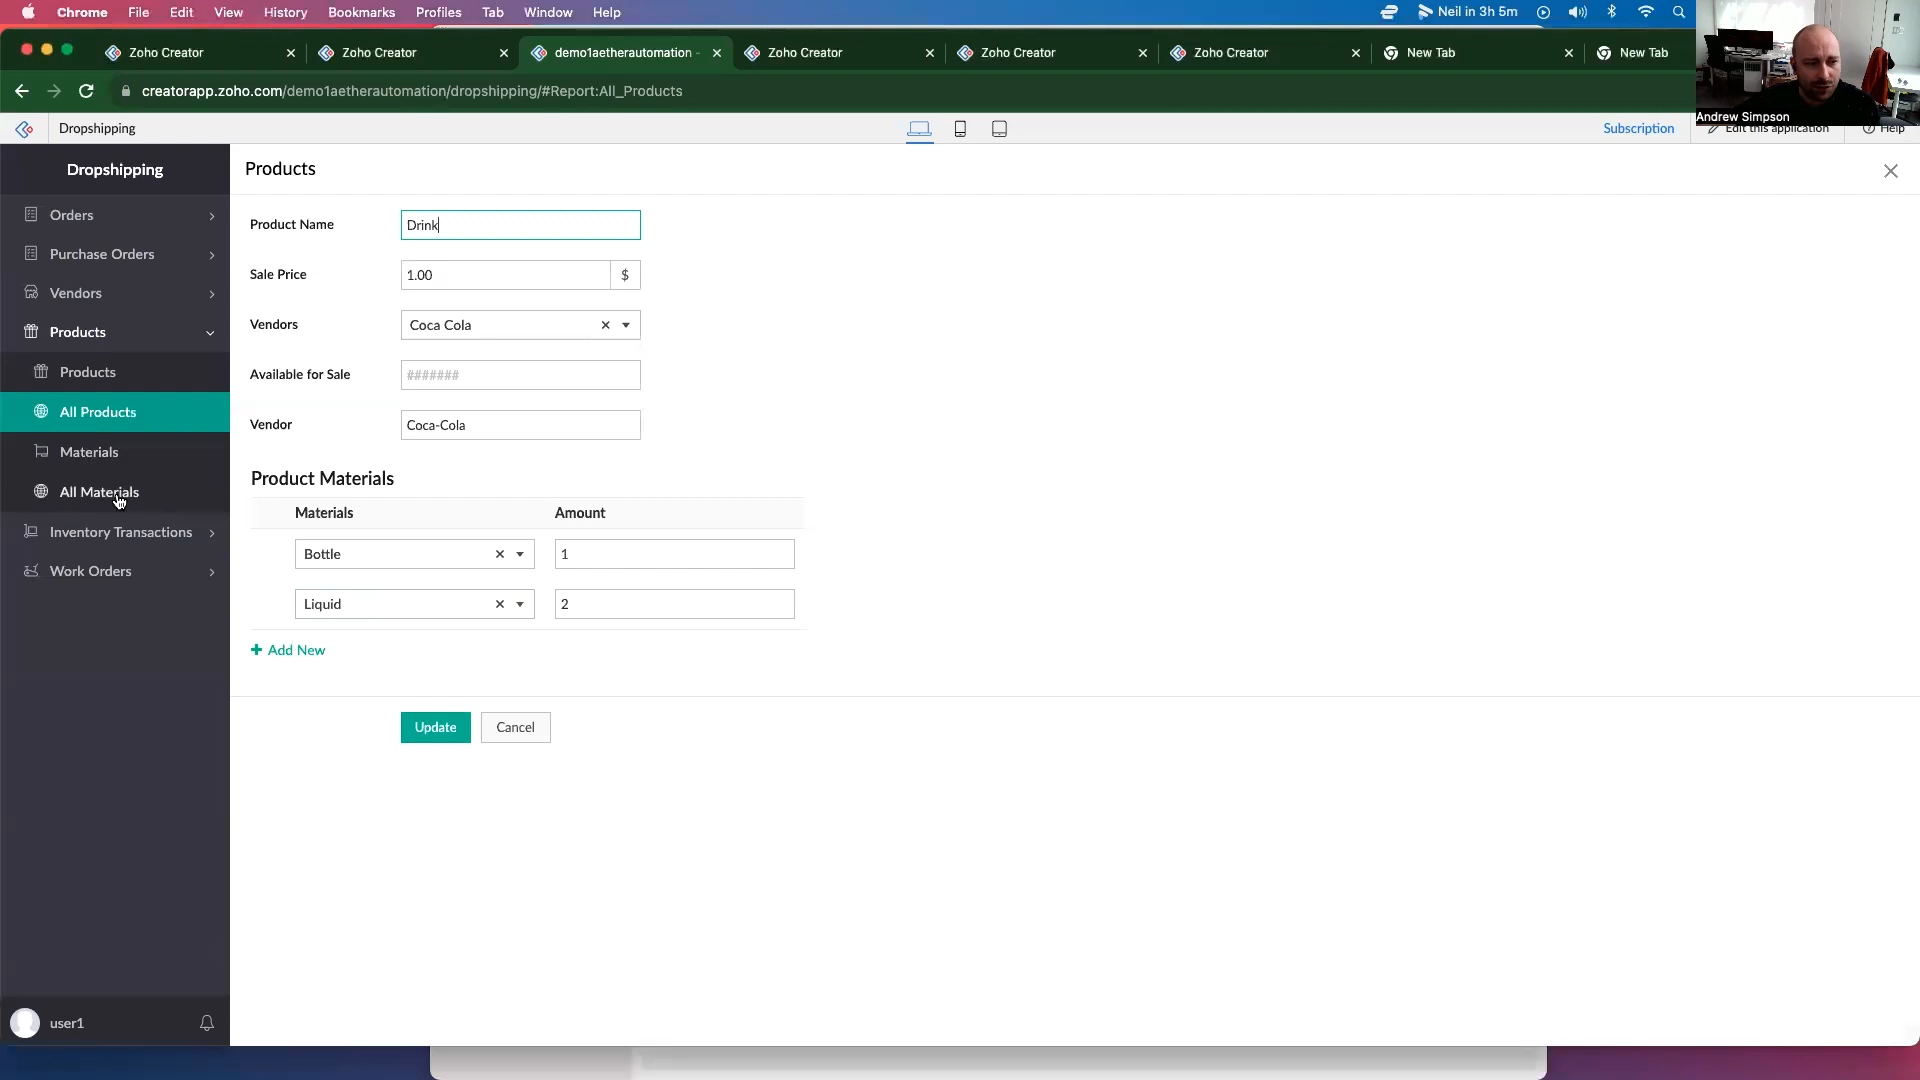 Chrome File Edit View History Bookmarks Profiles Tab Window Help Neil in 3h 5m
Zoho Creator Zoho Creator demo1aetherautomation - Zoho Creator Zoho Creator Zoho Creator New Tab New Tab
creatorapp.zoho.com/demo1aetherautomation/dropshipping/#Report:All_Products
Andrew Simpson
Dropshipping Subscription Edit this application Help
Dropshipping
Orders
Purchase Orders
Vendors
Products
Products
All Products
Materials
All Materials
Inventory Transactions
Work Orders
user1
Products
Product Name Drink
Sale Price 1.00 $
Vendors Coca Cola
Available for Sale #######
Vendor Coca-Cola
Product Materials
Materials Amount
Bottle 1
Liquid 2
Add New
Update Cancel